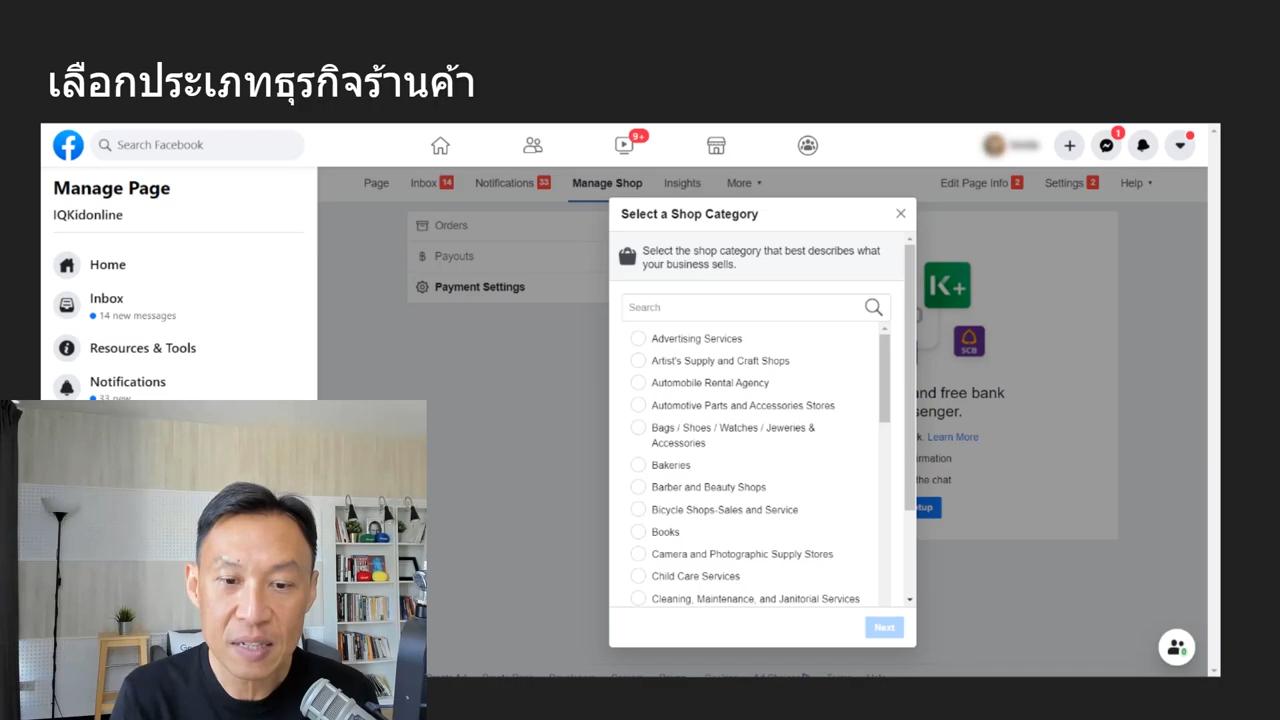 เลือกประเภทธุรกิจร้านค้า
Search Facebook
9+
1
Manage Page
IQKidonline
Home
Inbox
14 new messages
Resources & Tools
Notifications
33 new
Page
Inbox 14
Notifications 33
Manage Shop
Insights
More
Edit Page Info 2
Settings 2
Help
Orders
Payouts
Payment Settings
Select a Shop Category
Select the shop category that best describes what
your business sells.
Search
Advertising Services
Artist's Supply and Craft Shops
Automobile Rental Agency
Automotive Parts and Accessories Stores
Bags / Shoes / Watches / Jeweries &
Accessories
Bakeries
Barber and Beauty Shops
Bicycle Shops-Sales and Service
Books
Camera and Photographic Supply Stores
Child Care Services
Cleaning, Maintenance, and Janitorial Services
Next
K+
SCB
and free bank
enger.
k. Learn More
rmation
the chat
tup